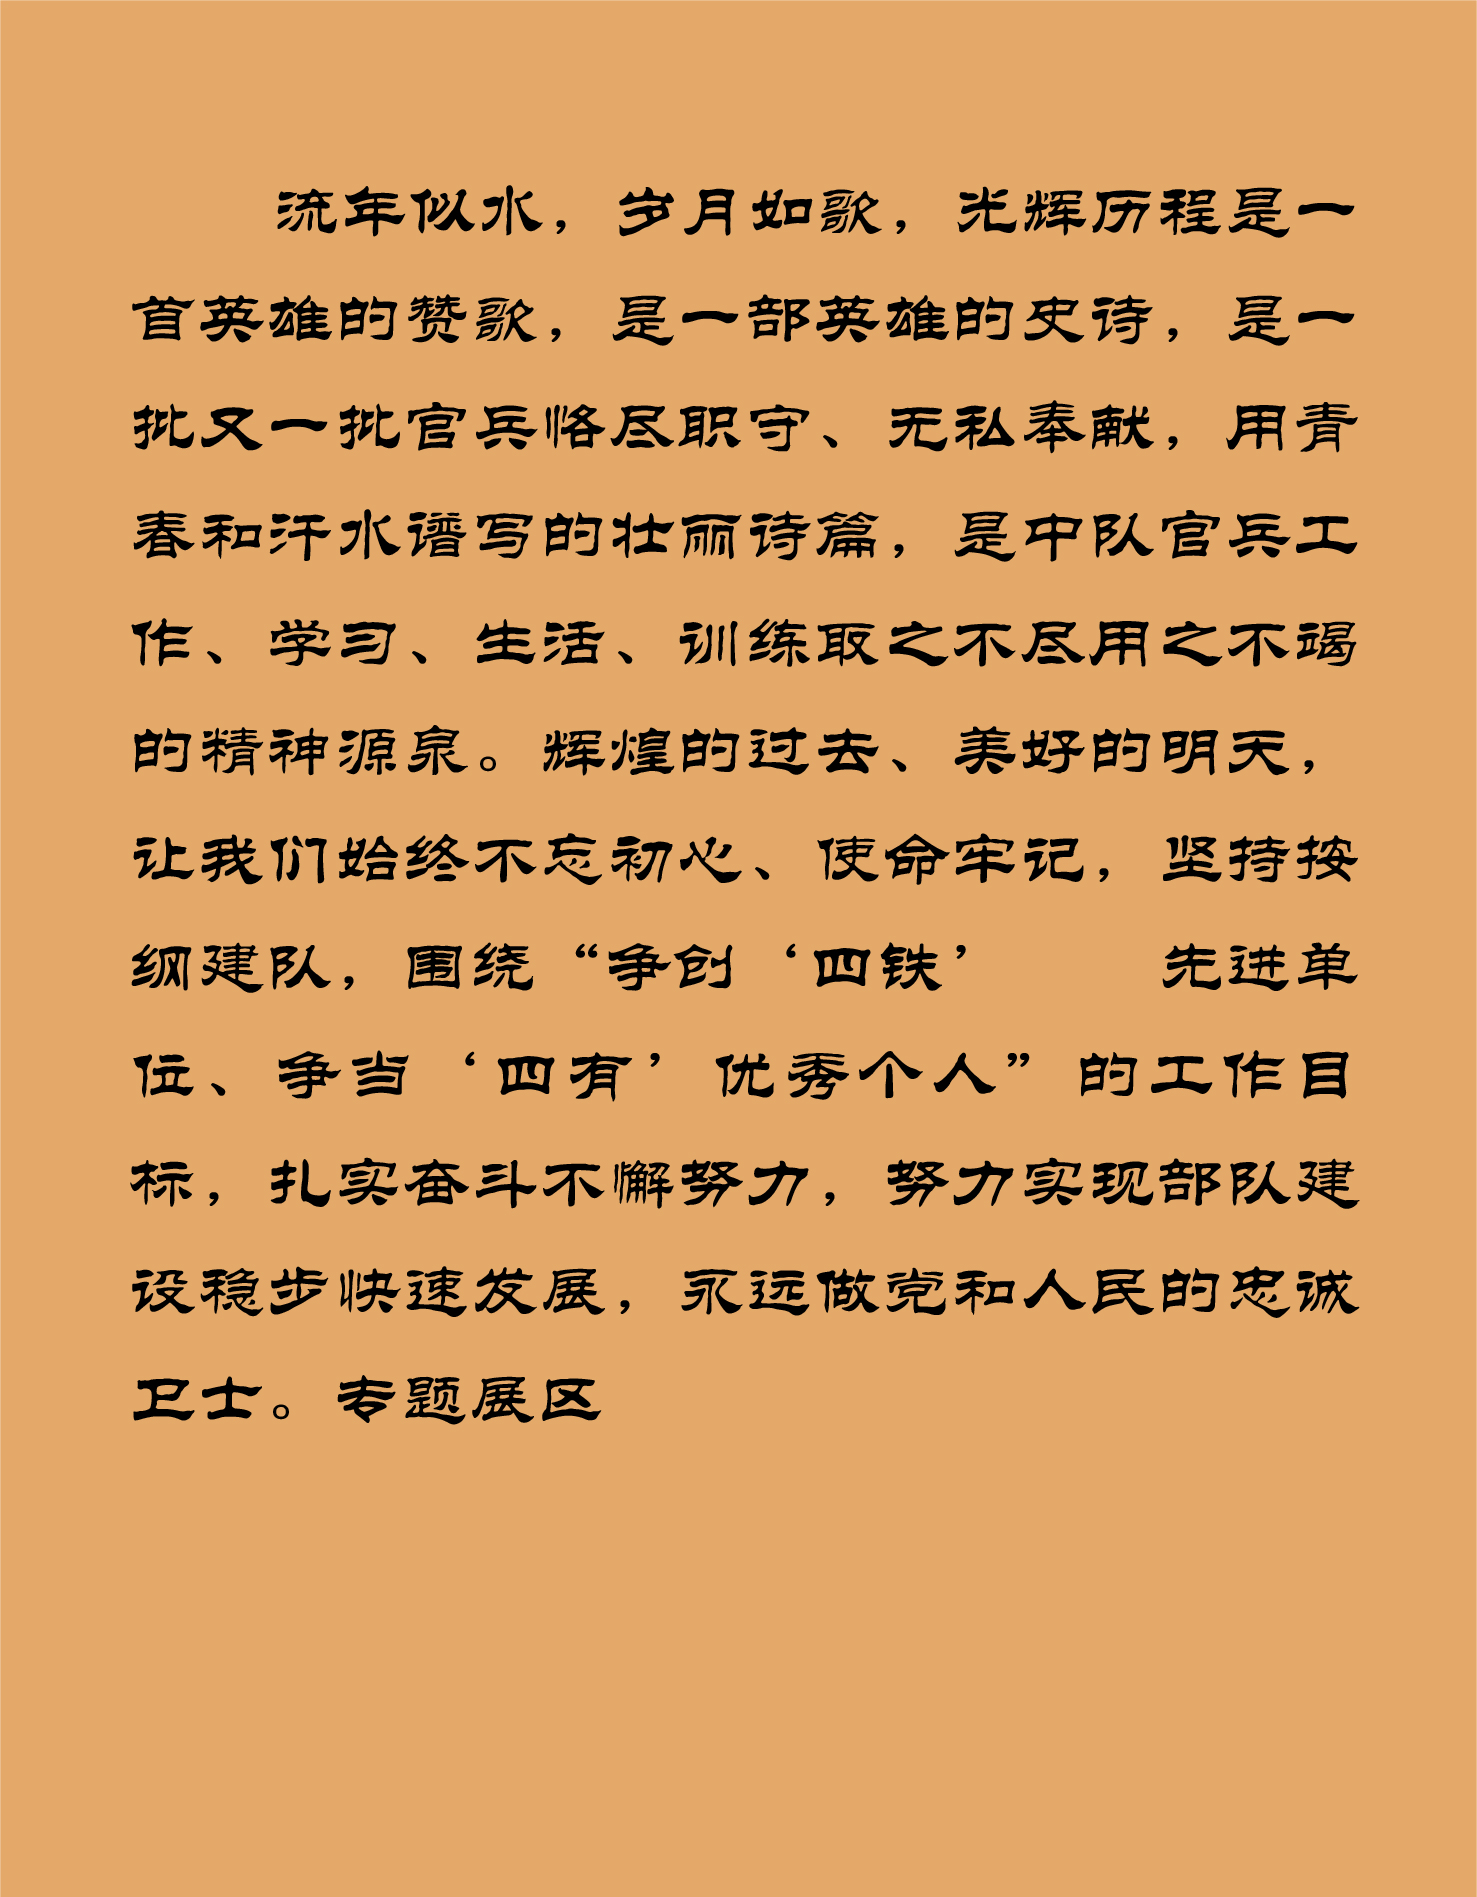 流年似水，岁月如歌，光辉历程是一
首英雄的赞歌，是一部英雄的史诗，是一
批又一批官兵恪尽职守、无私奉献，用青
春和汗水谱写的壮丽诗篇，是中队官兵工
作、学习、生活、训练取之不尽用之不竭
的精神源泉。辉煌的过去、美好的明天，
让我们始终不忘初心、使命牢记，坚持按
纲建队，围绕“争创‘四铁’　　先进单
位、争当‘四有’优秀个人”的工作目
标，扎实奋斗不懈努力，努力实现部队建
设稳步快速发展，永远做党和人民的忠诚
卫士。专题展区